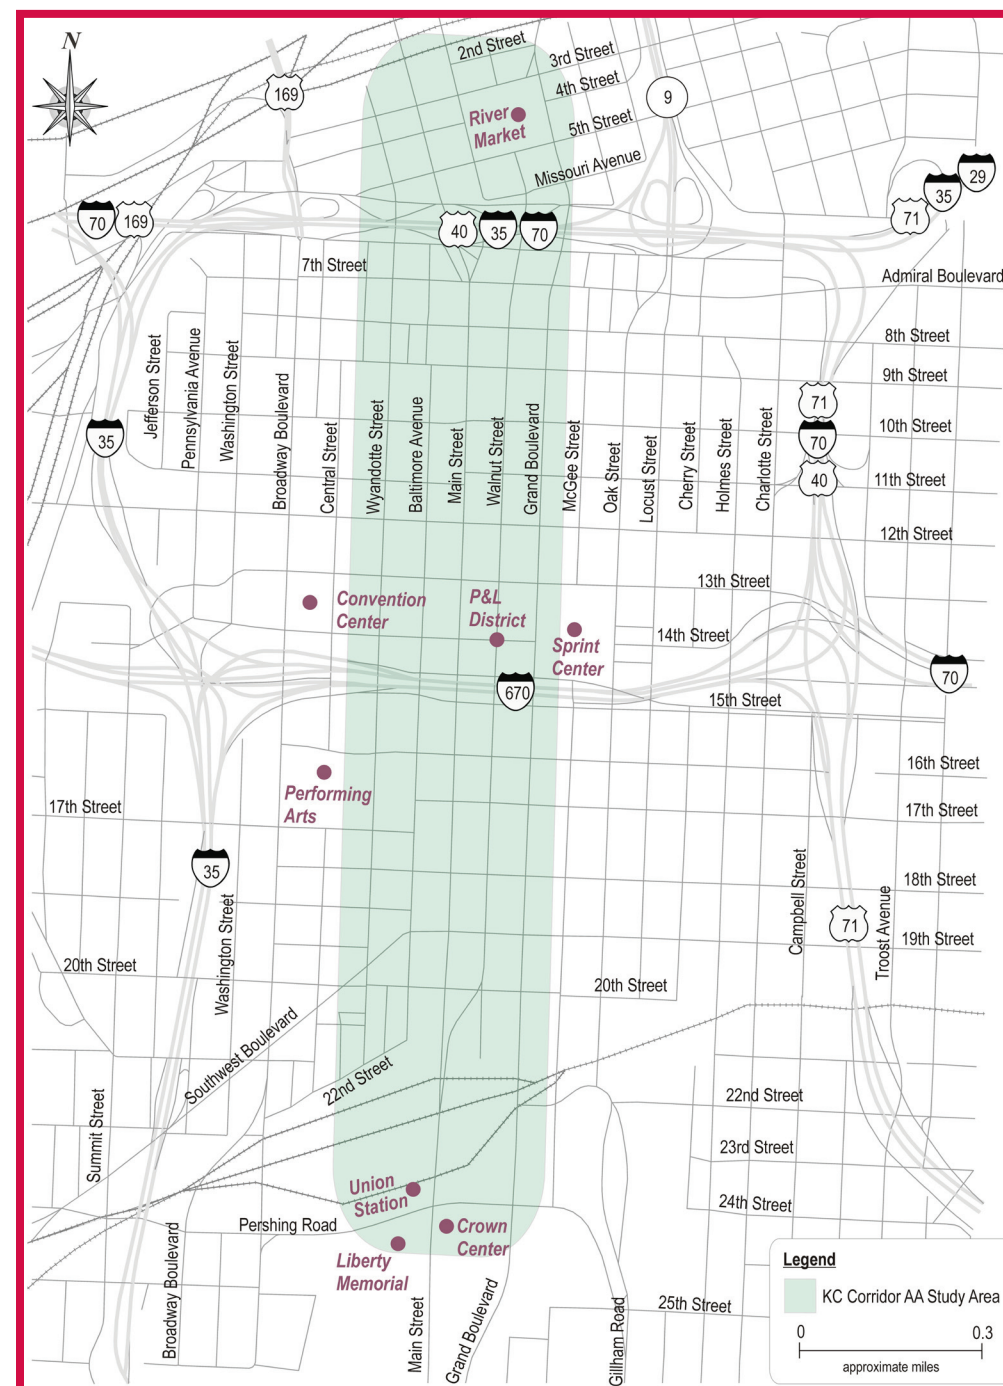 N
2nd Street
3rd Street
4th Street
5th Street
169
9
River
Market
Missouri Avenue
29
35
71
70
169
40
35
70
7th Street
Admiral Boulevard
8th Street
9th Street
10th Street
11th Street
12th Street
71
70
40
35
Jefferson Street
Pennsylvania Avenue
Washington Street
Broadway Boulevard
Central Street
Wyandotte Street
Baltimore Avenue
Main Street
Walnut Street
Grand Boulevard
McGee Street
Oak Street
Locust Street
Cherry Street
Holmes Street
Charlotte Street
13th Street
Convention
Center
P&L
District
Sprint
Center
14th Street
70
670
15th Street
16th Street
Performing
Arts
17th Street
17th Street
35
18th Street
71
19th Street
Washington Street
Campbell Street
Troost Avenue
20th Street
20th Street
Southwest Boulevard
22nd Street
22nd Street
23rd Street
24th Street
Summit Street
Union
Station
Pershing Road
Crown
Center
Liberty
Memorial
Broadway Boulevard
Main Street
Grand Boulevard
Gillham Road
25th Street
Legend
KC Corridor AA Study Area
0 0.3
approximate miles